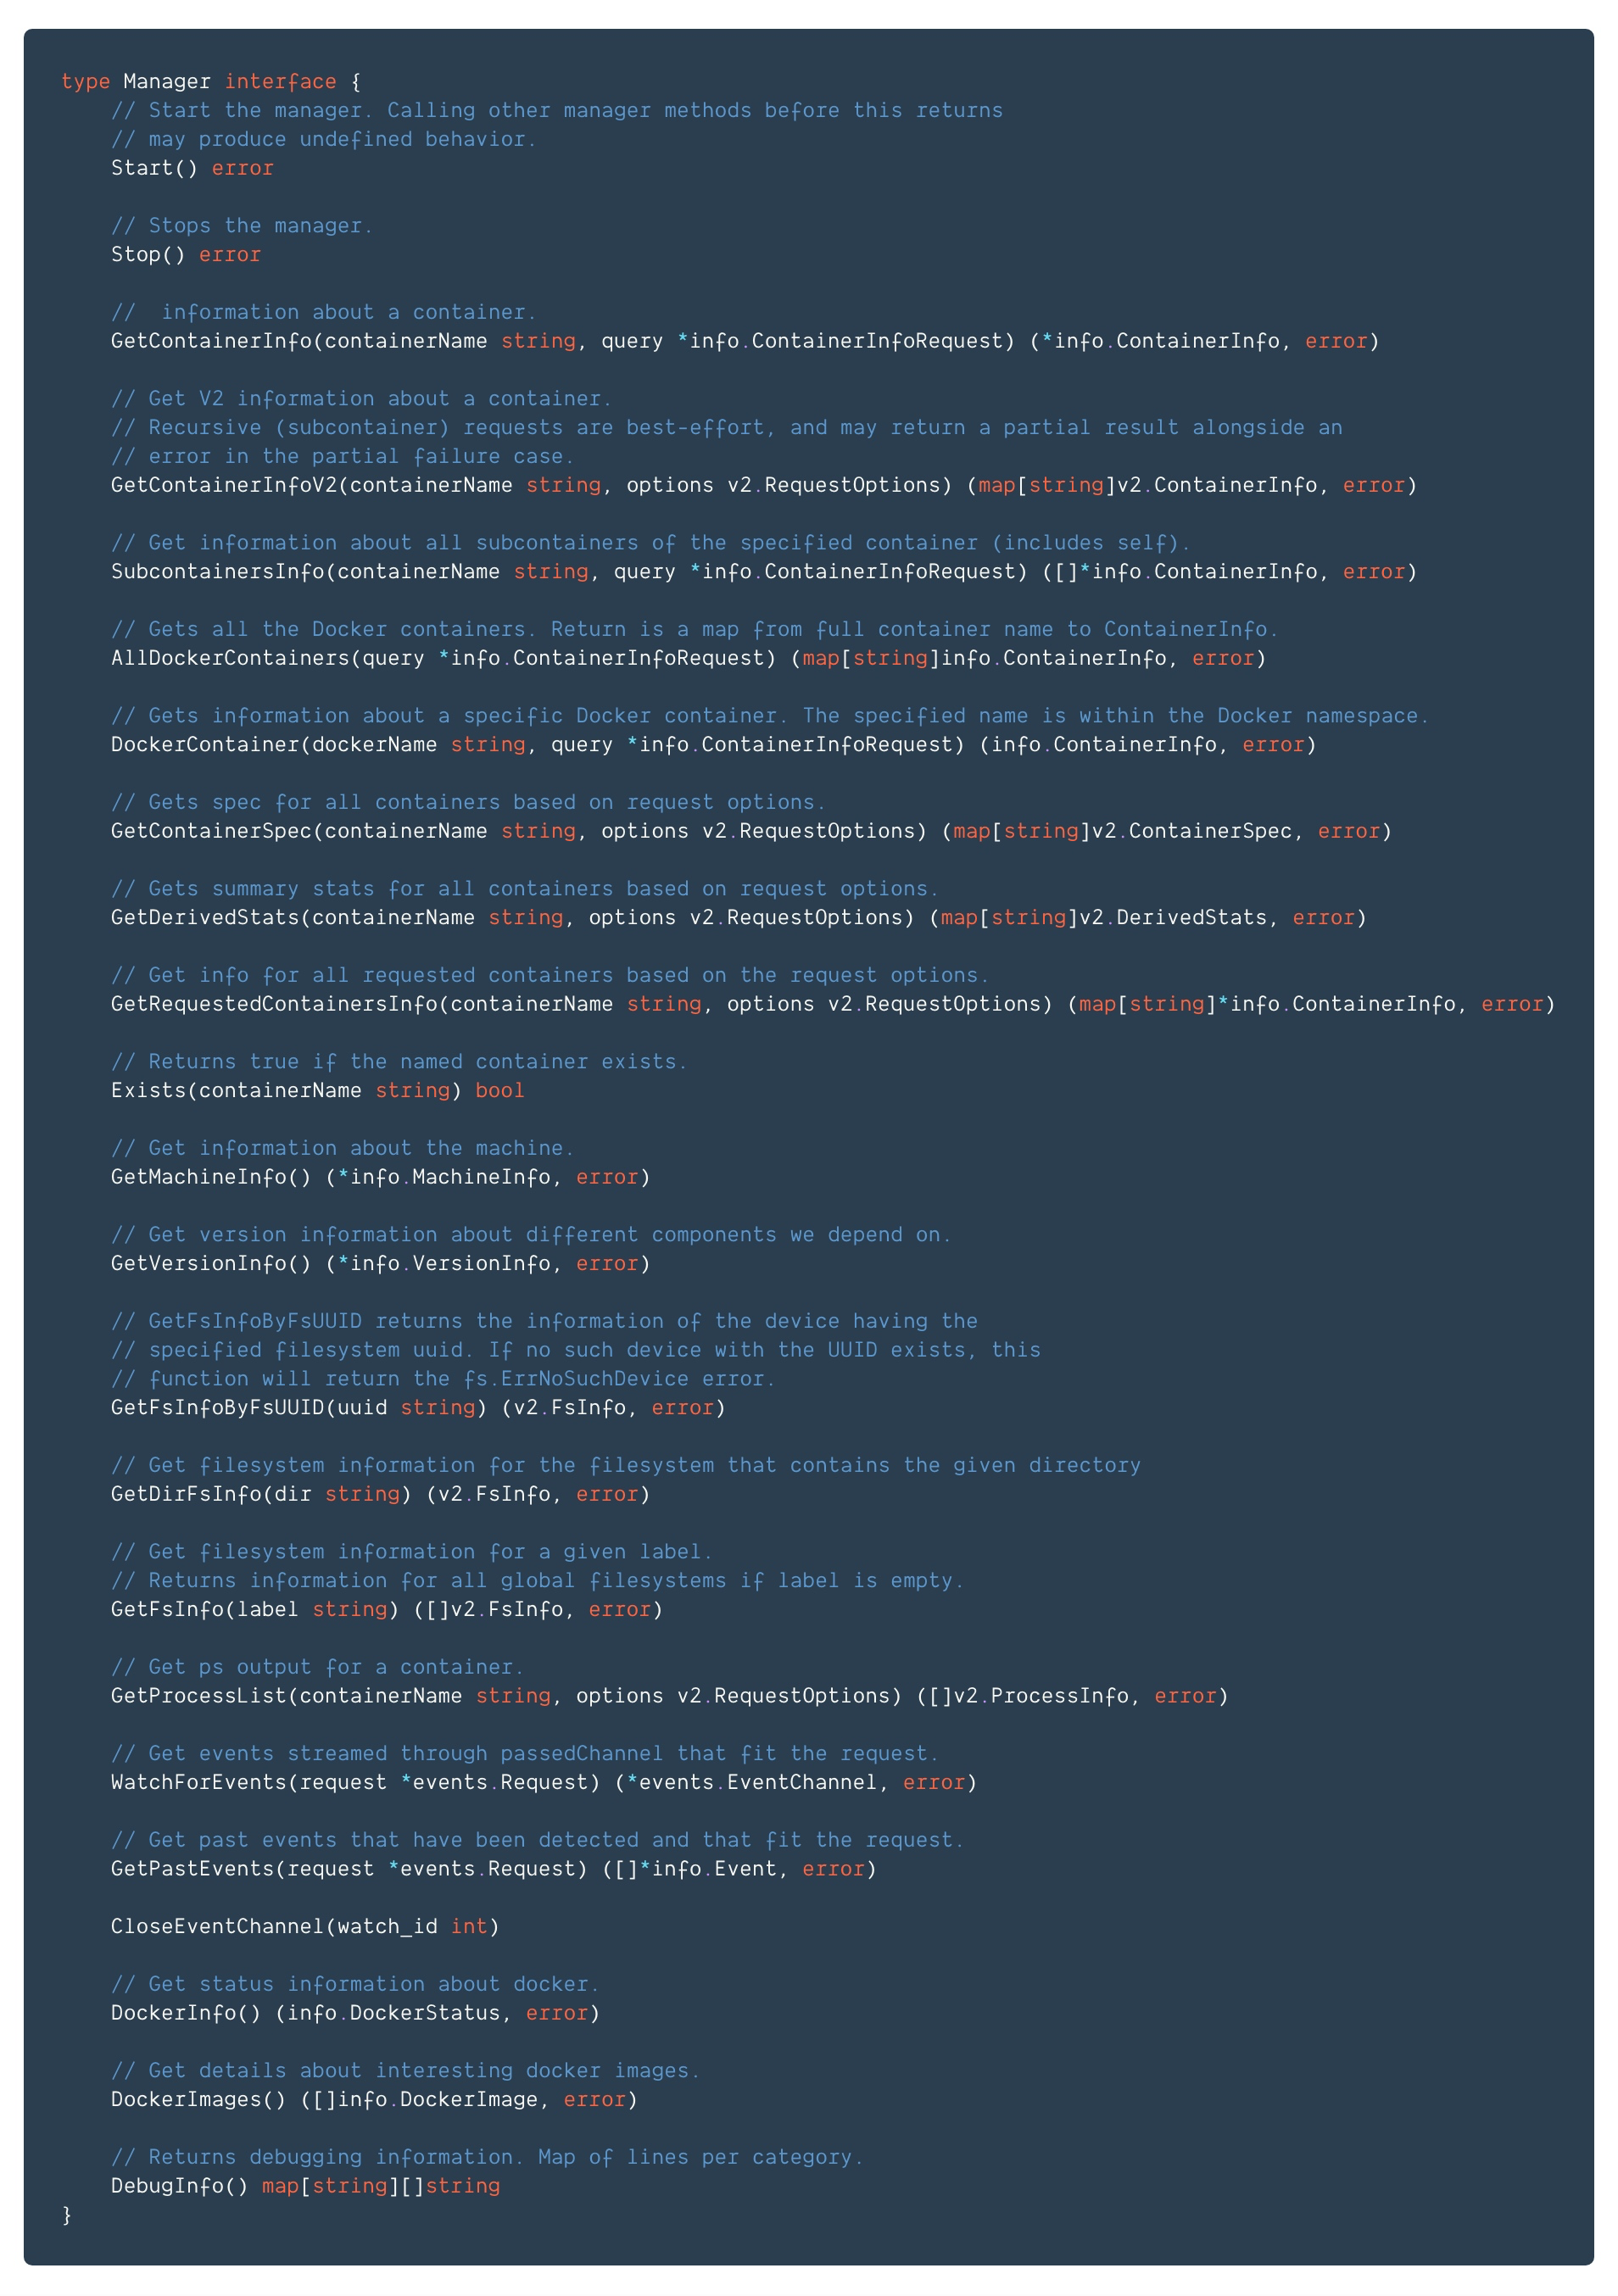 type Manager interface {
    // Start the manager. Calling other manager methods before this returns
    // may produce undefined behavior.
    Start() error

    // Stops the manager.
    Stop() error

    //  information about a container.
    GetContainerInfo(containerName string, query *info.ContainerInfoRequest) (*info.ContainerInfo, error)

    // Get V2 information about a container.
    // Recursive (subcontainer) requests are best-effort, and may return a partial result alongside an
    // error in the partial failure case.
    GetContainerInfoV2(containerName string, options v2.RequestOptions) (map[string]v2.ContainerInfo, error)

    // Get information about all subcontainers of the specified container (includes self).
    SubcontainersInfo(containerName string, query *info.ContainerInfoRequest) ([]*info.ContainerInfo, error)

    // Gets all the Docker containers. Return is a map from full container name to ContainerInfo.
    AllDockerContainers(query *info.ContainerInfoRequest) (map[string]info.ContainerInfo, error)

    // Gets information about a specific Docker container. The specified name is within the Docker namespace.
    DockerContainer(dockerName string, query *info.ContainerInfoRequest) (info.ContainerInfo, error)

    // Gets spec for all containers based on request options.
    GetContainerSpec(containerName string, options v2.RequestOptions) (map[string]v2.ContainerSpec, error)

    // Gets summary stats for all containers based on request options.
    GetDerivedStats(containerName string, options v2.RequestOptions) (map[string]v2.DerivedStats, error)

    // Get info for all requested containers based on the request options.
    GetRequestedContainersInfo(containerName string, options v2.RequestOptions) (map[string]*info.ContainerInfo, error)

    // Returns true if the named container exists.
    Exists(containerName string) bool

    // Get information about the machine.
    GetMachineInfo() (*info.MachineInfo, error)

    // Get version information about different components we depend on.
    GetVersionInfo() (*info.VersionInfo, error)

    // GetFsInfoByFsUUID returns the information of the device having the
    // specified filesystem uuid. If no such device with the UUID exists, this
    // function will return the fs.ErrNoSuchDevice error.
    GetFsInfoByFsUUID(uuid string) (v2.FsInfo, error)

    // Get filesystem information for the filesystem that contains the given directory
    GetDirFsInfo(dir string) (v2.FsInfo, error)

    // Get filesystem information for a given label.
    // Returns information for all global filesystems if label is empty.
    GetFsInfo(label string) ([]v2.FsInfo, error)

    // Get ps output for a container.
    GetProcessList(containerName string, options v2.RequestOptions) ([]v2.ProcessInfo, error)

    // Get events streamed through passedChannel that fit the request.
    WatchForEvents(request *events.Request) (*events.EventChannel, error)

    // Get past events that have been detected and that fit the request.
    GetPastEvents(request *events.Request) ([]*info.Event, error)

    CloseEventChannel(watch_id int)

    // Get status information about docker.
    DockerInfo() (info.DockerStatus, error)

    // Get details about interesting docker images.
    DockerImages() ([]info.DockerImage, error)

    // Returns debugging information. Map of lines per category.
    DebugInfo() map[string][]string
}